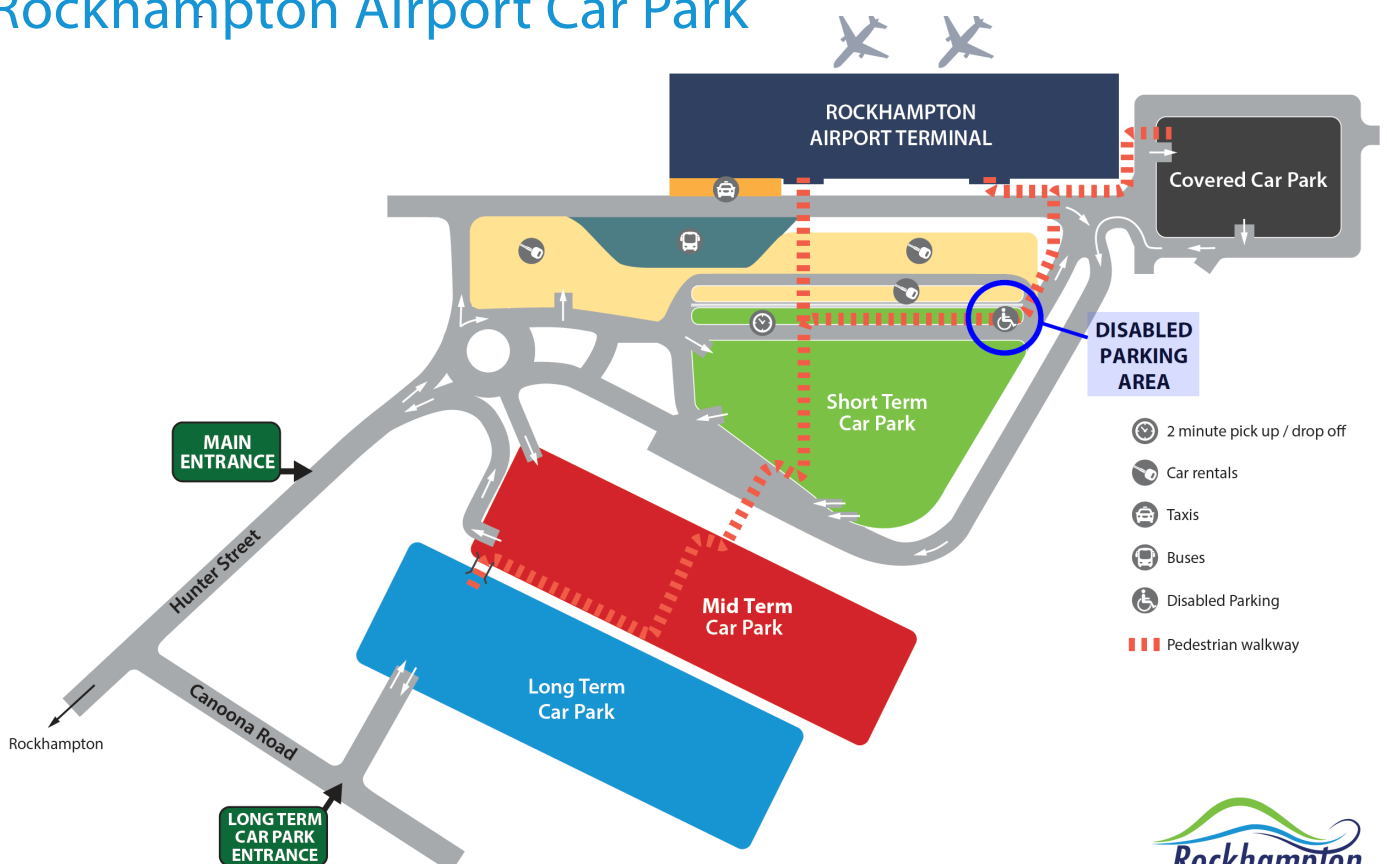 Rockhampton Airport Car Park
ROCKHAMPTON
AIRPORT TERMINAL
Covered Car Park
DISABLED
PARKING
AREA
Short Term
Car Park
MAIN
ENTRANCE
2 minute pick up / drop off
Car rentals
Taxis
Buses
Disabled Parking
Pedestrian walkway
Hunter Street
Mid Term
Car Park
Long Term
Car Park
Canoona Road
Rockhampton
LONG TERM
CAR PARK
ENTRANCE
Rockhampton